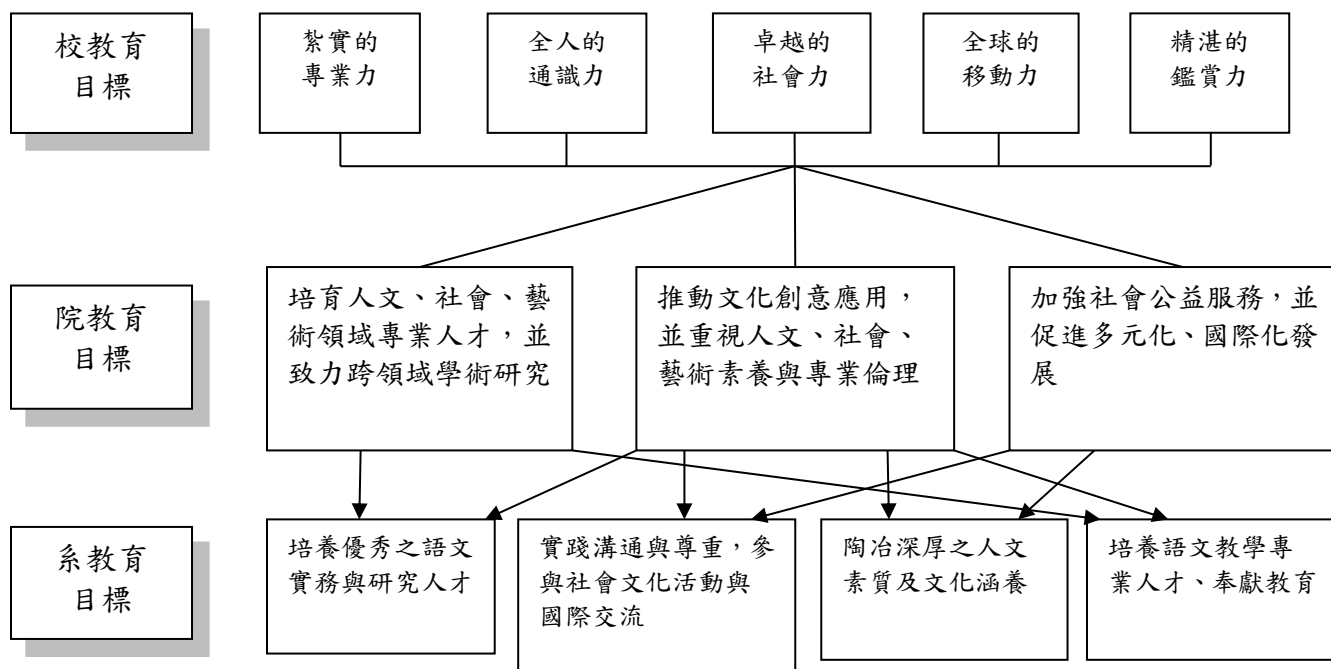 校教育
目標
紮實的
專業力
全人的
通識力
卓越的
社會力
全球的
移動力
精湛的
鑑賞力
院教育
目標
培育人文、社會、藝
術領域專業人才，並
致力跨領域學術研究
推動文化創意應用，
並重視人文、社會、
藝術素養與專業倫理
加強社會公益服務，並
促進多元化、國際化發
展
系教育
目標
培養優秀之語文
實務與研究人才
實踐溝通與尊重，參
與社會文化活動與
國際交流
陶冶深厚之人文
素質及文化涵養
培養語文教學專
業人才、奉獻教育